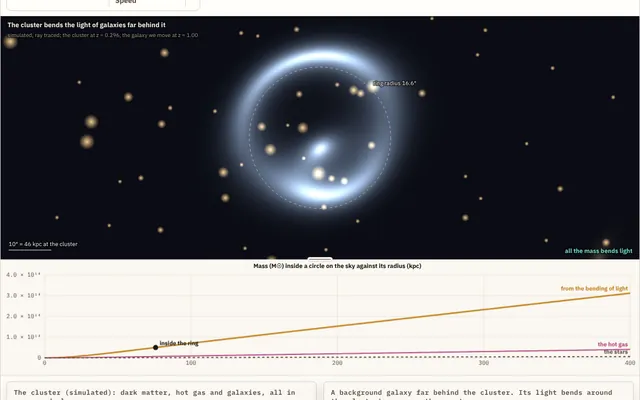 Speed
The cluster bends the light of galaxies far behind it
simulated, ray traced; the cluster at z = 0.296, the galaxy we move at z = 1.00
ring radius 16.6"
10" = 46 kpc at the cluster
all the mass bends light
Mass (M☉) inside a circle on the sky against its radius (kpc)
4.0 × 10¹⁴
3.0 × 10¹⁴
2.0 × 10¹⁴
1.0 × 10¹⁴
0
from the bending of light
inside the ring
the hot gas
the stars
0
100
200
300
400
The cluster (simulated): dark matter, hot gas and galaxies, all in
A background galaxy far behind the cluster. Its light bends around